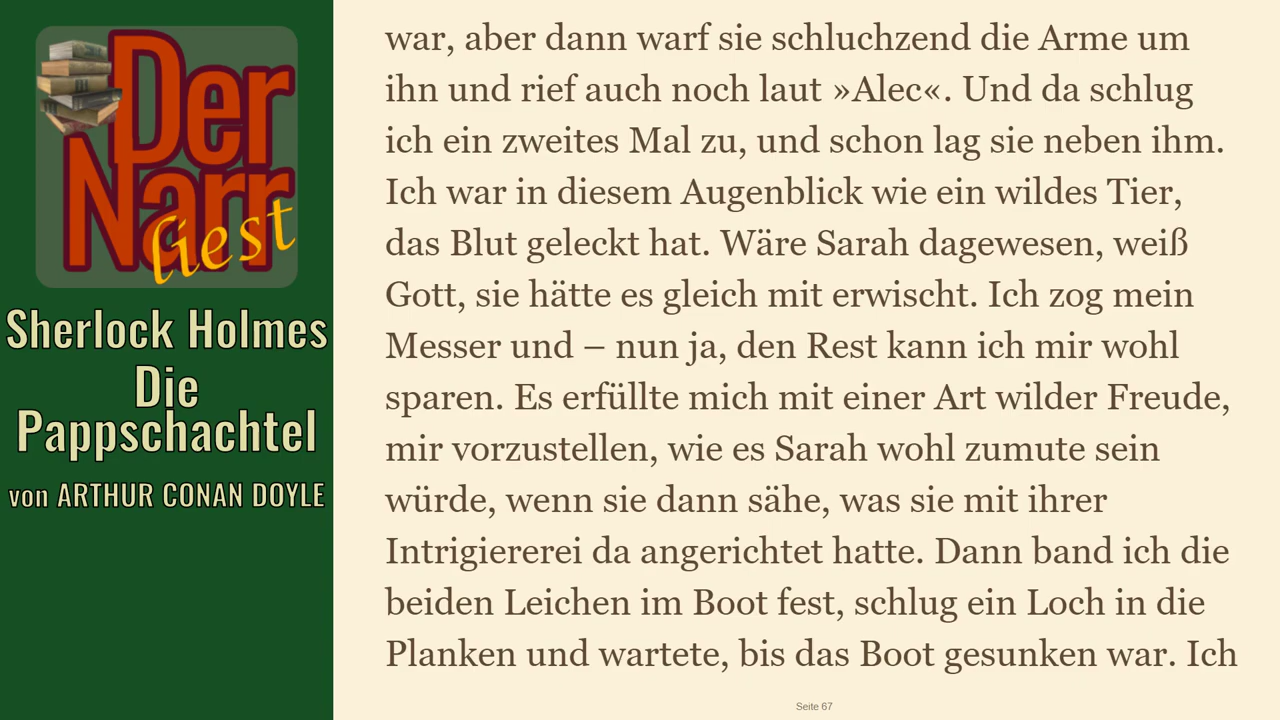 Der
Narr
liest
Sherlock Holmes
Die
Pappschachtel
von ARTHUR CONAN DOYLE
war, aber dann warf sie schluchzend die Arme um
ihn und rief auch noch laut »Alec«. Und da schlug
ich ein zweites Mal zu, und schon lag sie neben ihm.
Ich war in diesem Augenblick wie ein wildes Tier,
das Blut geleckt hat. Wäre Sarah dagewesen, weiß
Gott, sie hätte es gleich mit erwischt. Ich zog mein
Messer und – nun ja, den Rest kann ich mir wohl
sparen. Es erfüllte mich mit einer Art wilder Freude,
mir vorzustellen, wie es Sarah wohl zumute sein
würde, wenn sie dann sähe, was sie mit ihrer
Intrigiererei da angerichtet hatte. Dann band ich die
beiden Leichen im Boot fest, schlug ein Loch in die
Planken und wartete, bis das Boot gesunken war. Ich
Seite 67